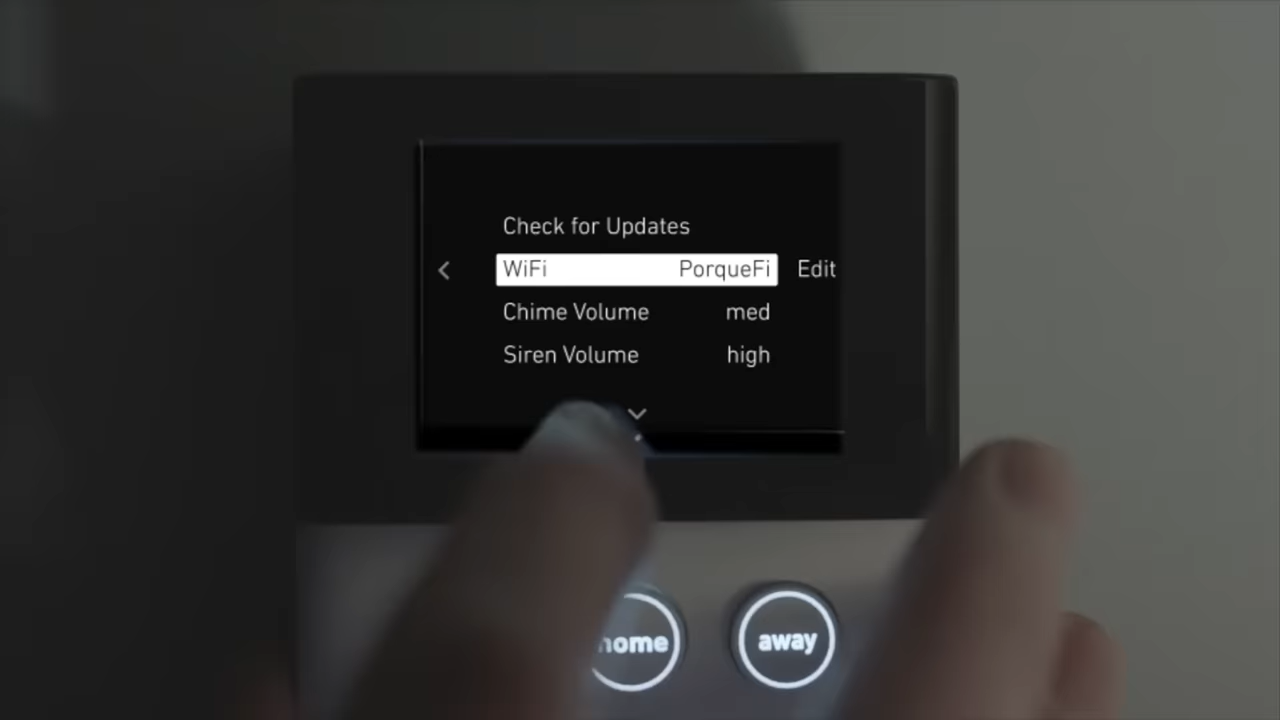 Check for Updates
WiFi PorqueFi Edit
Chime Volume med
Siren Volume high
home away